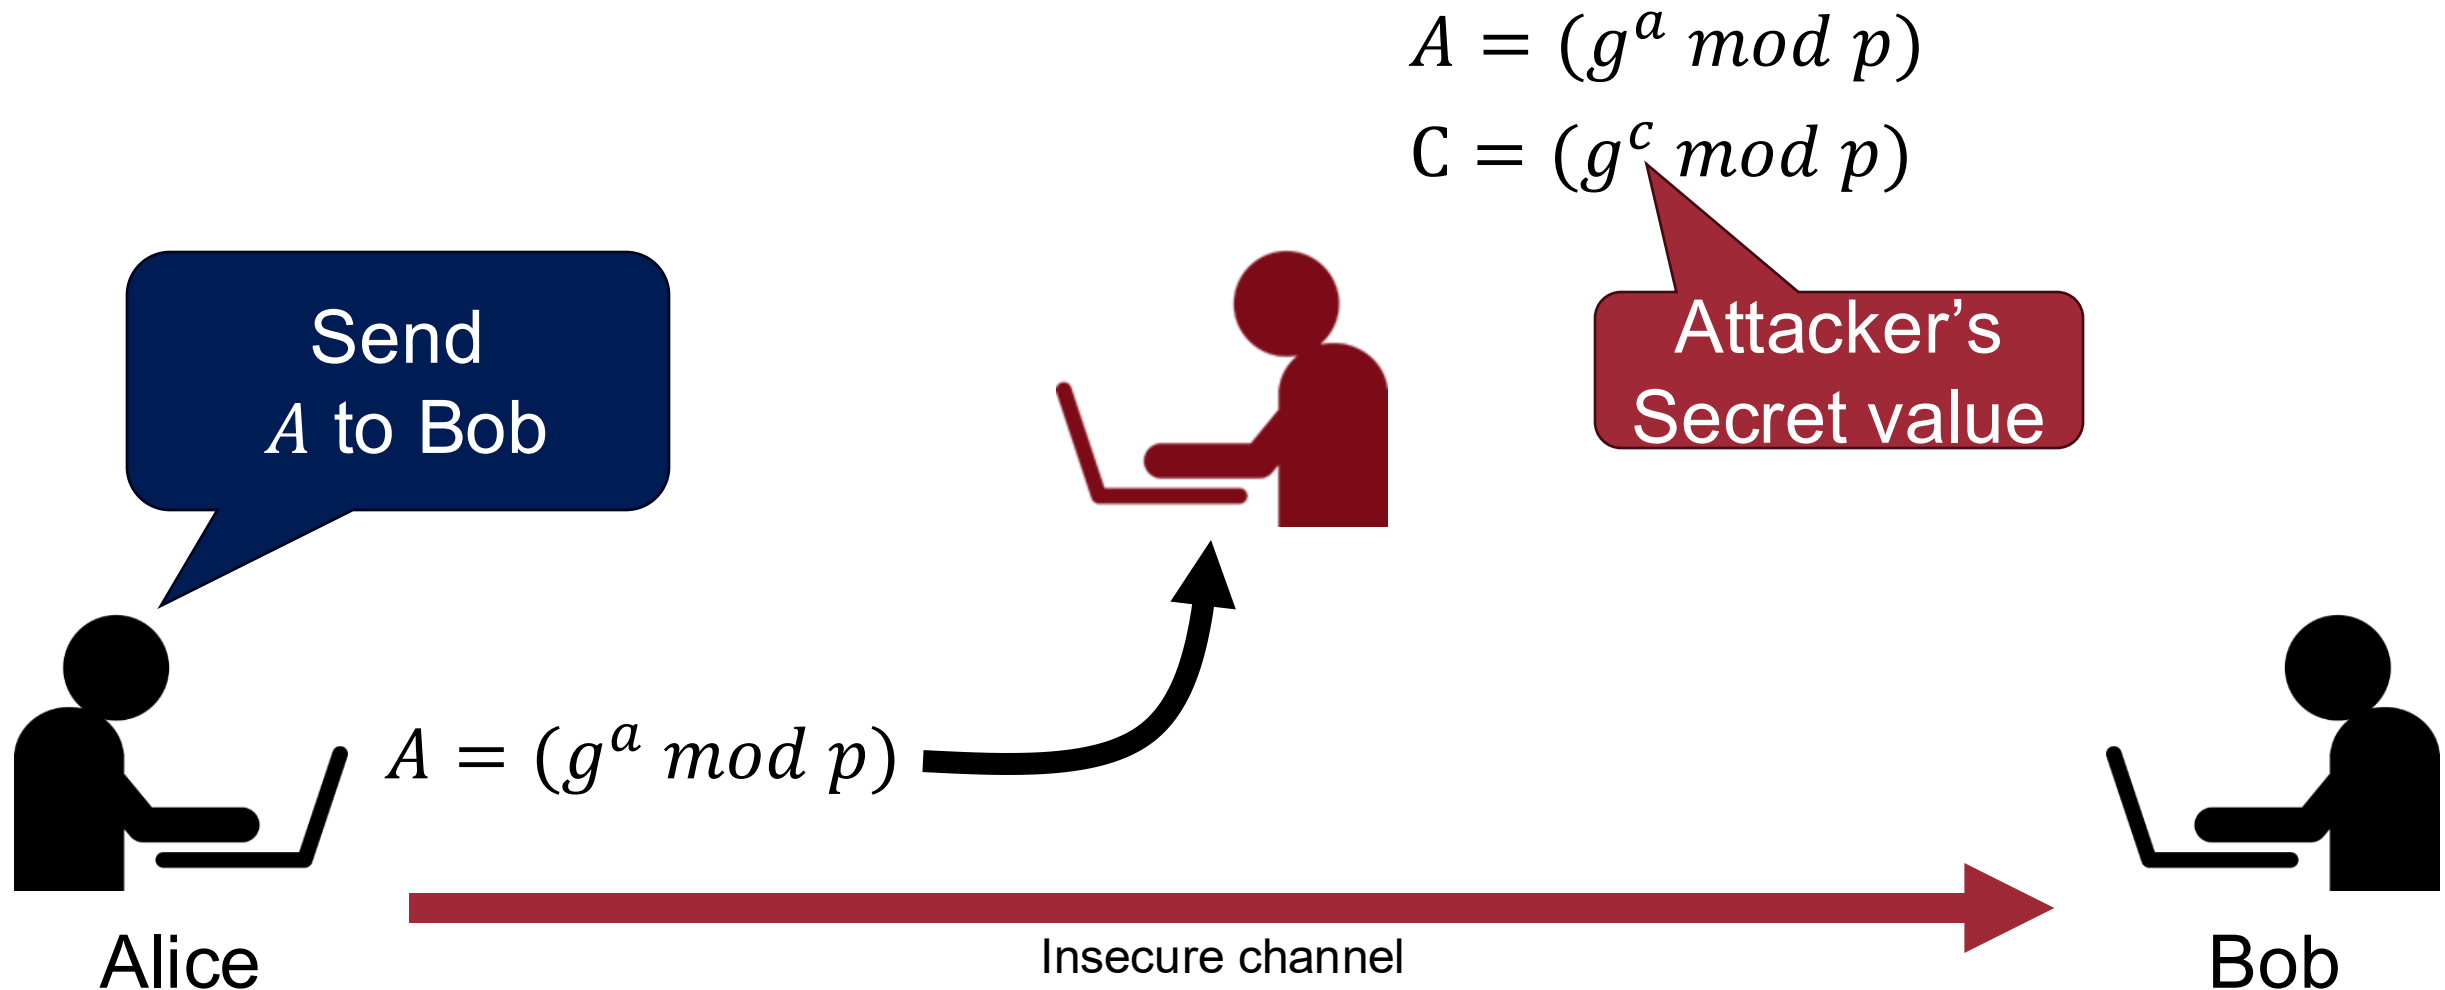 A = (g^a mod p)
C = (g^c mod p)
Send
A to Bob
Attacker’s
Secret value
A = (g^a mod p)
Insecure channel
Alice
Bob